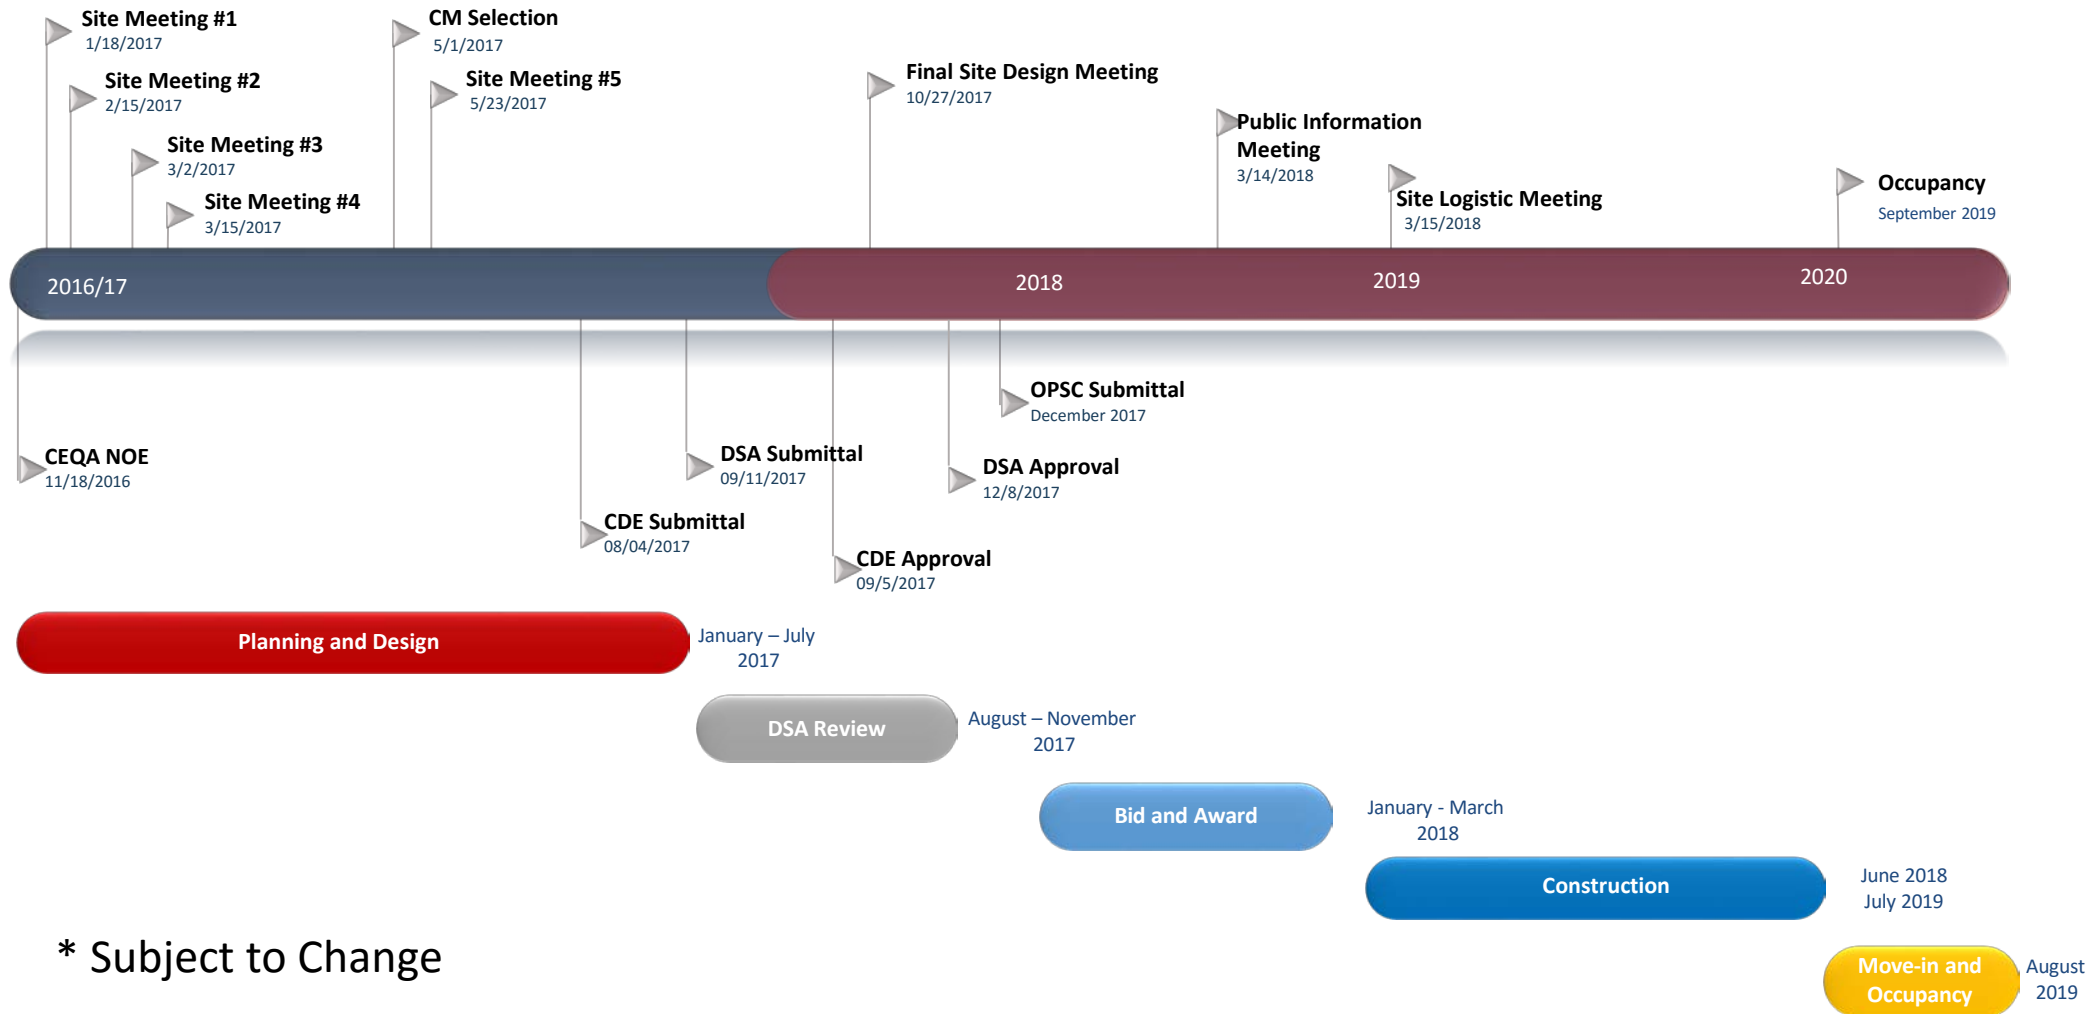 Site Meeting #1
1/18/2017
Site Meeting #2
2/15/2017
Site Meeting #3
3/2/2017
Site Meeting #4
3/15/2017
CM Selection
5/1/2017
Site Meeting #5
5/23/2017
Final Site Design Meeting
10/27/2017
Public Information
Meeting
3/14/2018
Site Logistic Meeting
3/15/2018
Occupancy
September 2019
2016/17
2018
2019
2020
CEQA NOE
11/18/2016
CDE Submittal
08/04/2017
DSA Submittal
09/11/2017
CDE Approval
09/5/2017
DSA Approval
12/8/2017
OPSC Submittal
December 2017
Planning and Design
January – July
2017
DSA Review
August – November
2017
Bid and Award
January - March
2018
Construction
June 2018
July 2019
Move-in and
Occupancy
August
2019
* Subject to Change